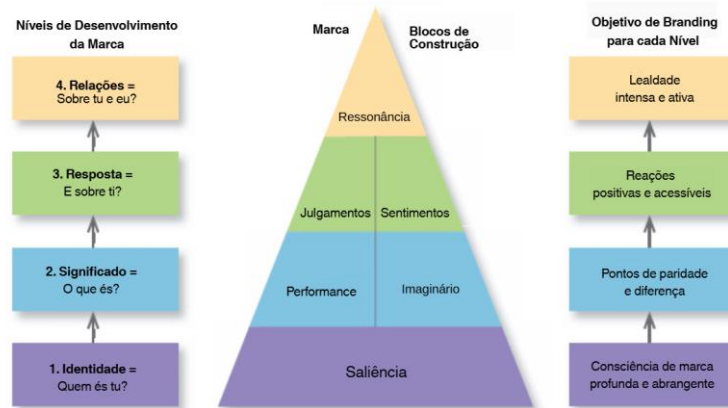 Níveis de Desenvolvimento
da Marca
4. Relações =
Sobre tu e eu?
3. Resposta =
E sobre ti?
2. Significado =
O que és?
1. Identidade =
Quem és tu?
Marca
Blocos de
Construção
Ressonância
Julgamentos
Sentimentos
Performance
Imaginário
Saliência
Objetivo de Branding
para cada Nível
Lealdade
intensa e ativa
Reações
positivas e acessíveis
Pontos de paridade
e diferença
Consciência de marca
profunda e abrangente